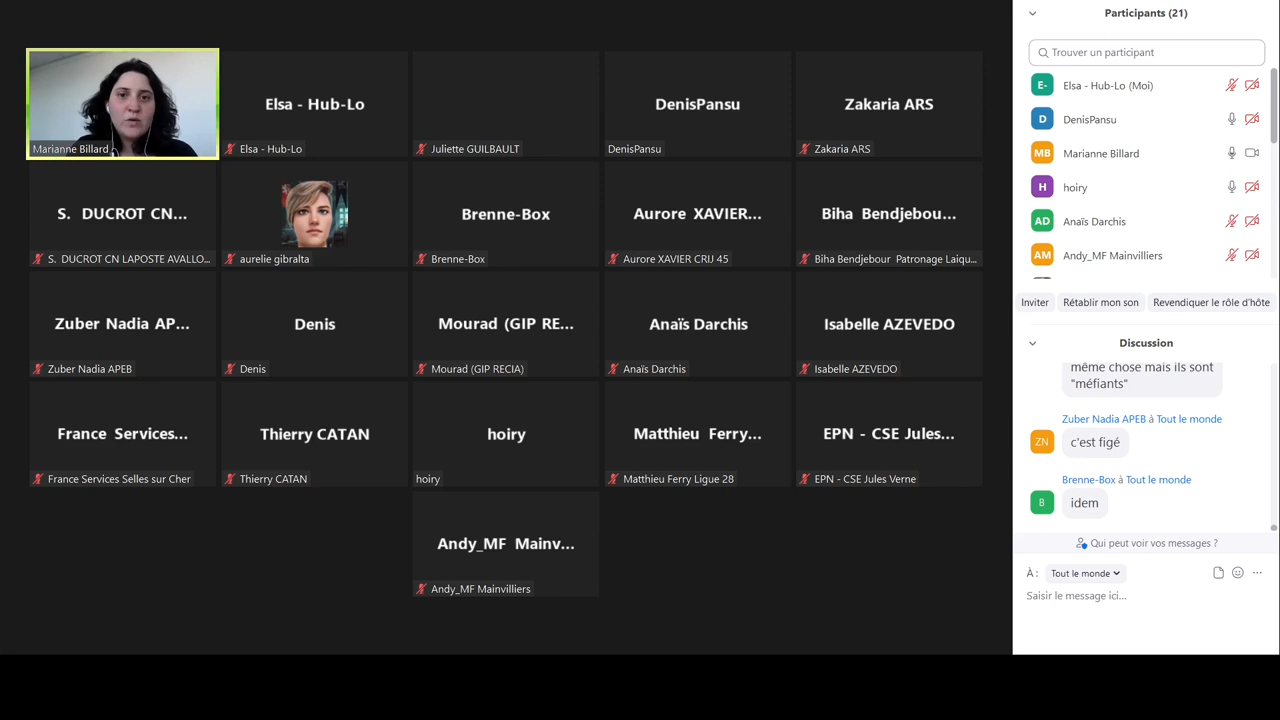 Marianne Billard
Elsa - Hub-Lo
Elsa - Hub-Lo
Juliette GUILBAULT
DenisPansu
DenisPansu
Zakaria ARS
Zakaria ARS
S. DUCROT CN...
S. DUCROT CN LAPOSTE AVALLO...
aurelie gibralta
Brenne-Box
Brenne-Box
Aurore XAVIER...
Aurore XAVIER CRIJ 45
Biha Bendjebou...
Biha Bendjebour Patronage Laiqu...
Zuber Nadia AP...
Zuber Nadia APEB
Denis
Denis
Mourad (GIP RE...
Mourad (GIP RECIA)
Anaïs Darchis
Anaïs Darchis
Isabelle AZEVEDO
Isabelle AZEVEDO
France Services...
France Services Selles sur Cher
Thierry CATAN
Thierry CATAN
hoiry
hoiry
Matthieu Ferry...
Matthieu Ferry Ligue 28
EPN - CSE Jules...
EPN - CSE Jules Verne
Andy_MF Mainv...
Andy_MF Mainvilliers
Participants (21)
Trouver un participant
E- Elsa - Hub-Lo (Moi)
D DenisPansu
MB Marianne Billard
H hoiry
AD Anaïs Darchis
AM Andy_MF Mainvilliers
Inviter Rétablir mon son Revendiquer le rôle d'hôte
Discussion
même chose mais ils sont
"méfiants"
Zuber Nadia APEB à Tout le monde
ZN c'est figé
Brenne-Box à Tout le monde
B idem
Qui peut voir vos messages ?
À : Tout le monde
Saisir le message ici...